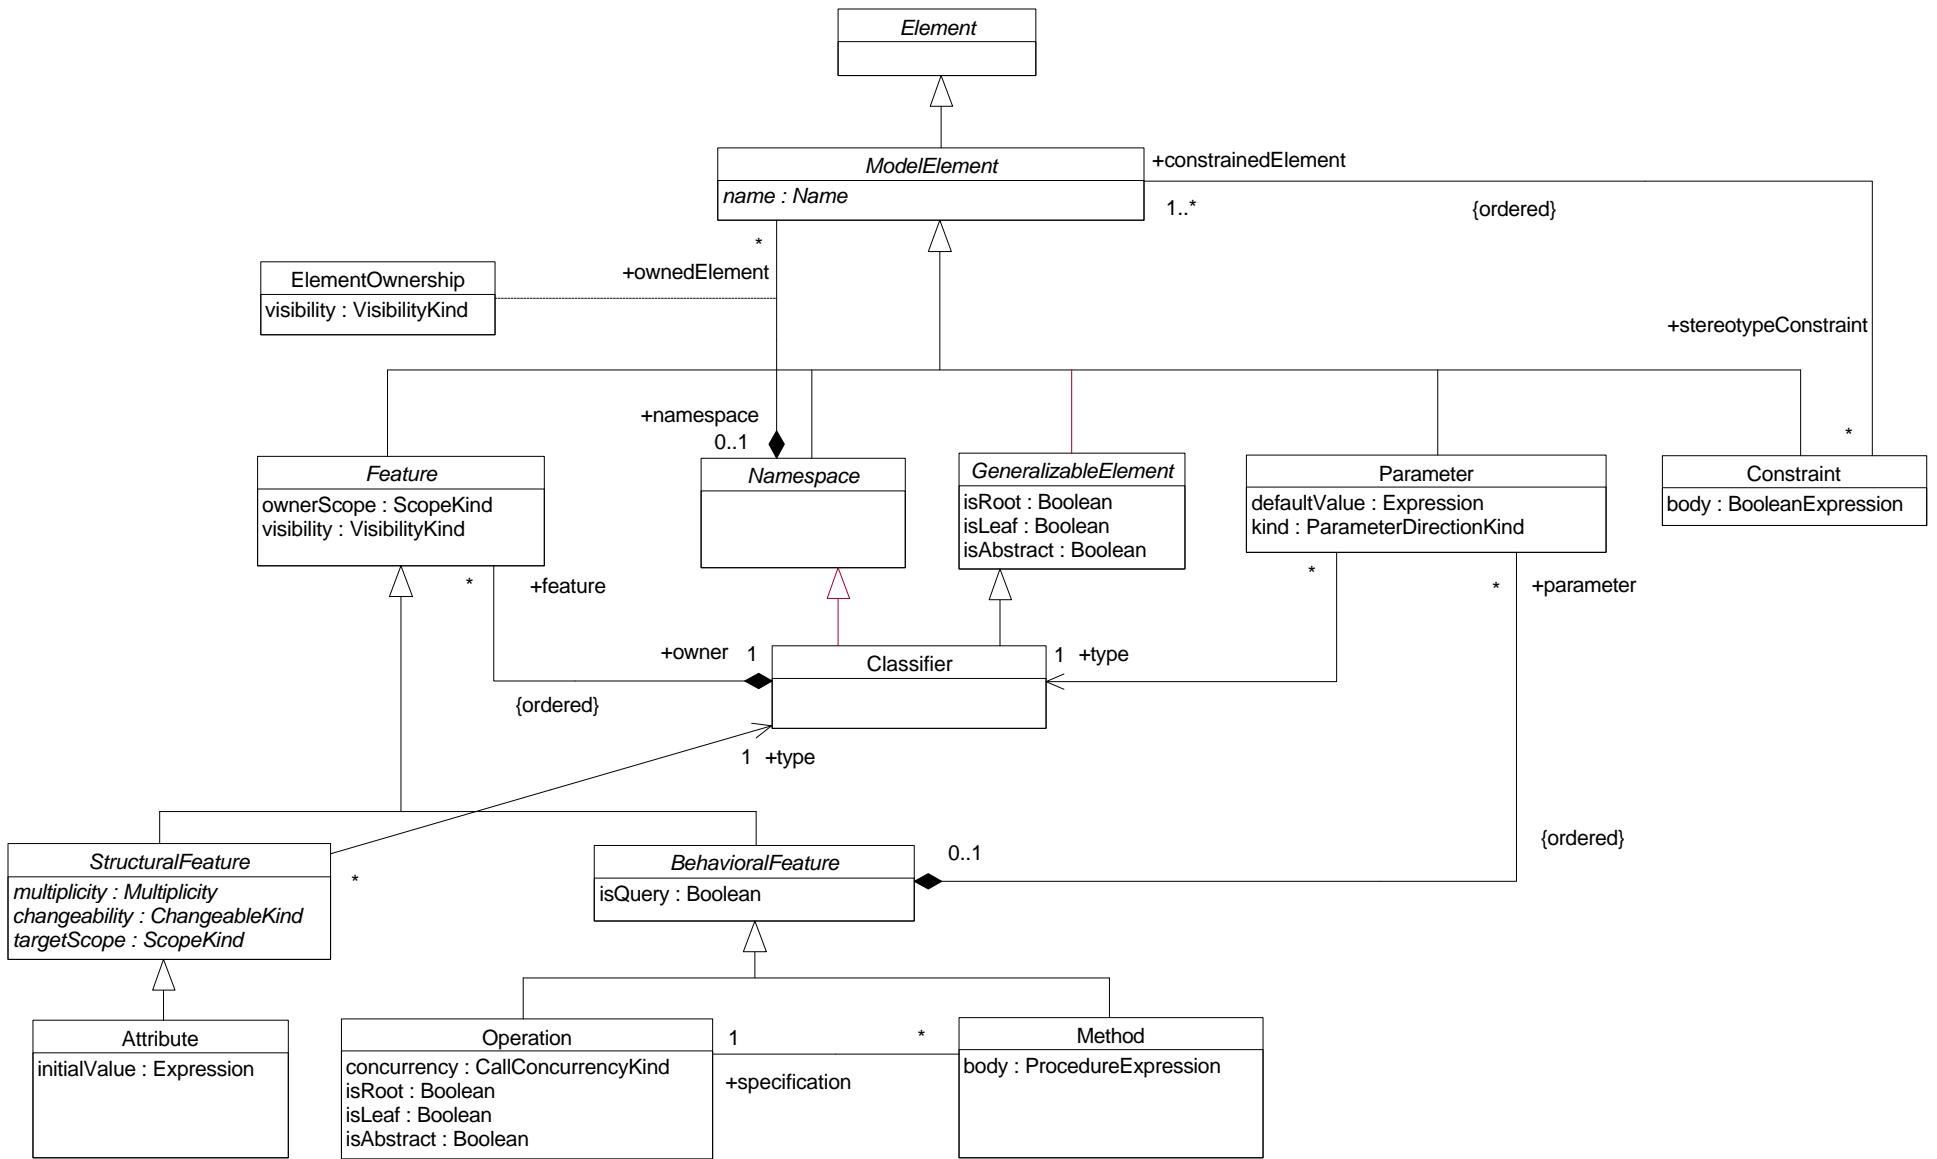 Element
ModelElement
name : Name
+constrainedElement
1..*
{ordered}
*
+ownedElement
ElementOwnership
visibility : VisibilityKind
+stereotypeConstraint
+namespace
0..1
*
Feature
ownerScope : ScopeKind
visibility : VisibilityKind
Namespace
GeneralizableElement
isRoot : Boolean
isLeaf : Boolean
isAbstract : Boolean
Parameter
defaultValue : Expression
kind : ParameterDirectionKind
Constraint
body : BooleanExpression
*
+feature
*
*
+parameter
+owner
1
Classifier
1
+type
{ordered}
1
+type
{ordered}
StructuralFeature
multiplicity : Multiplicity
changeability : ChangeableKind
targetScope : ScopeKind
*
BehavioralFeature
isQuery : Boolean
0..1
Attribute
initialValue : Expression
Operation
concurrency : CallConcurrencyKind
isRoot : Boolean
isLeaf : Boolean
isAbstract : Boolean
1
*
+specification
Method
body : ProcedureExpression